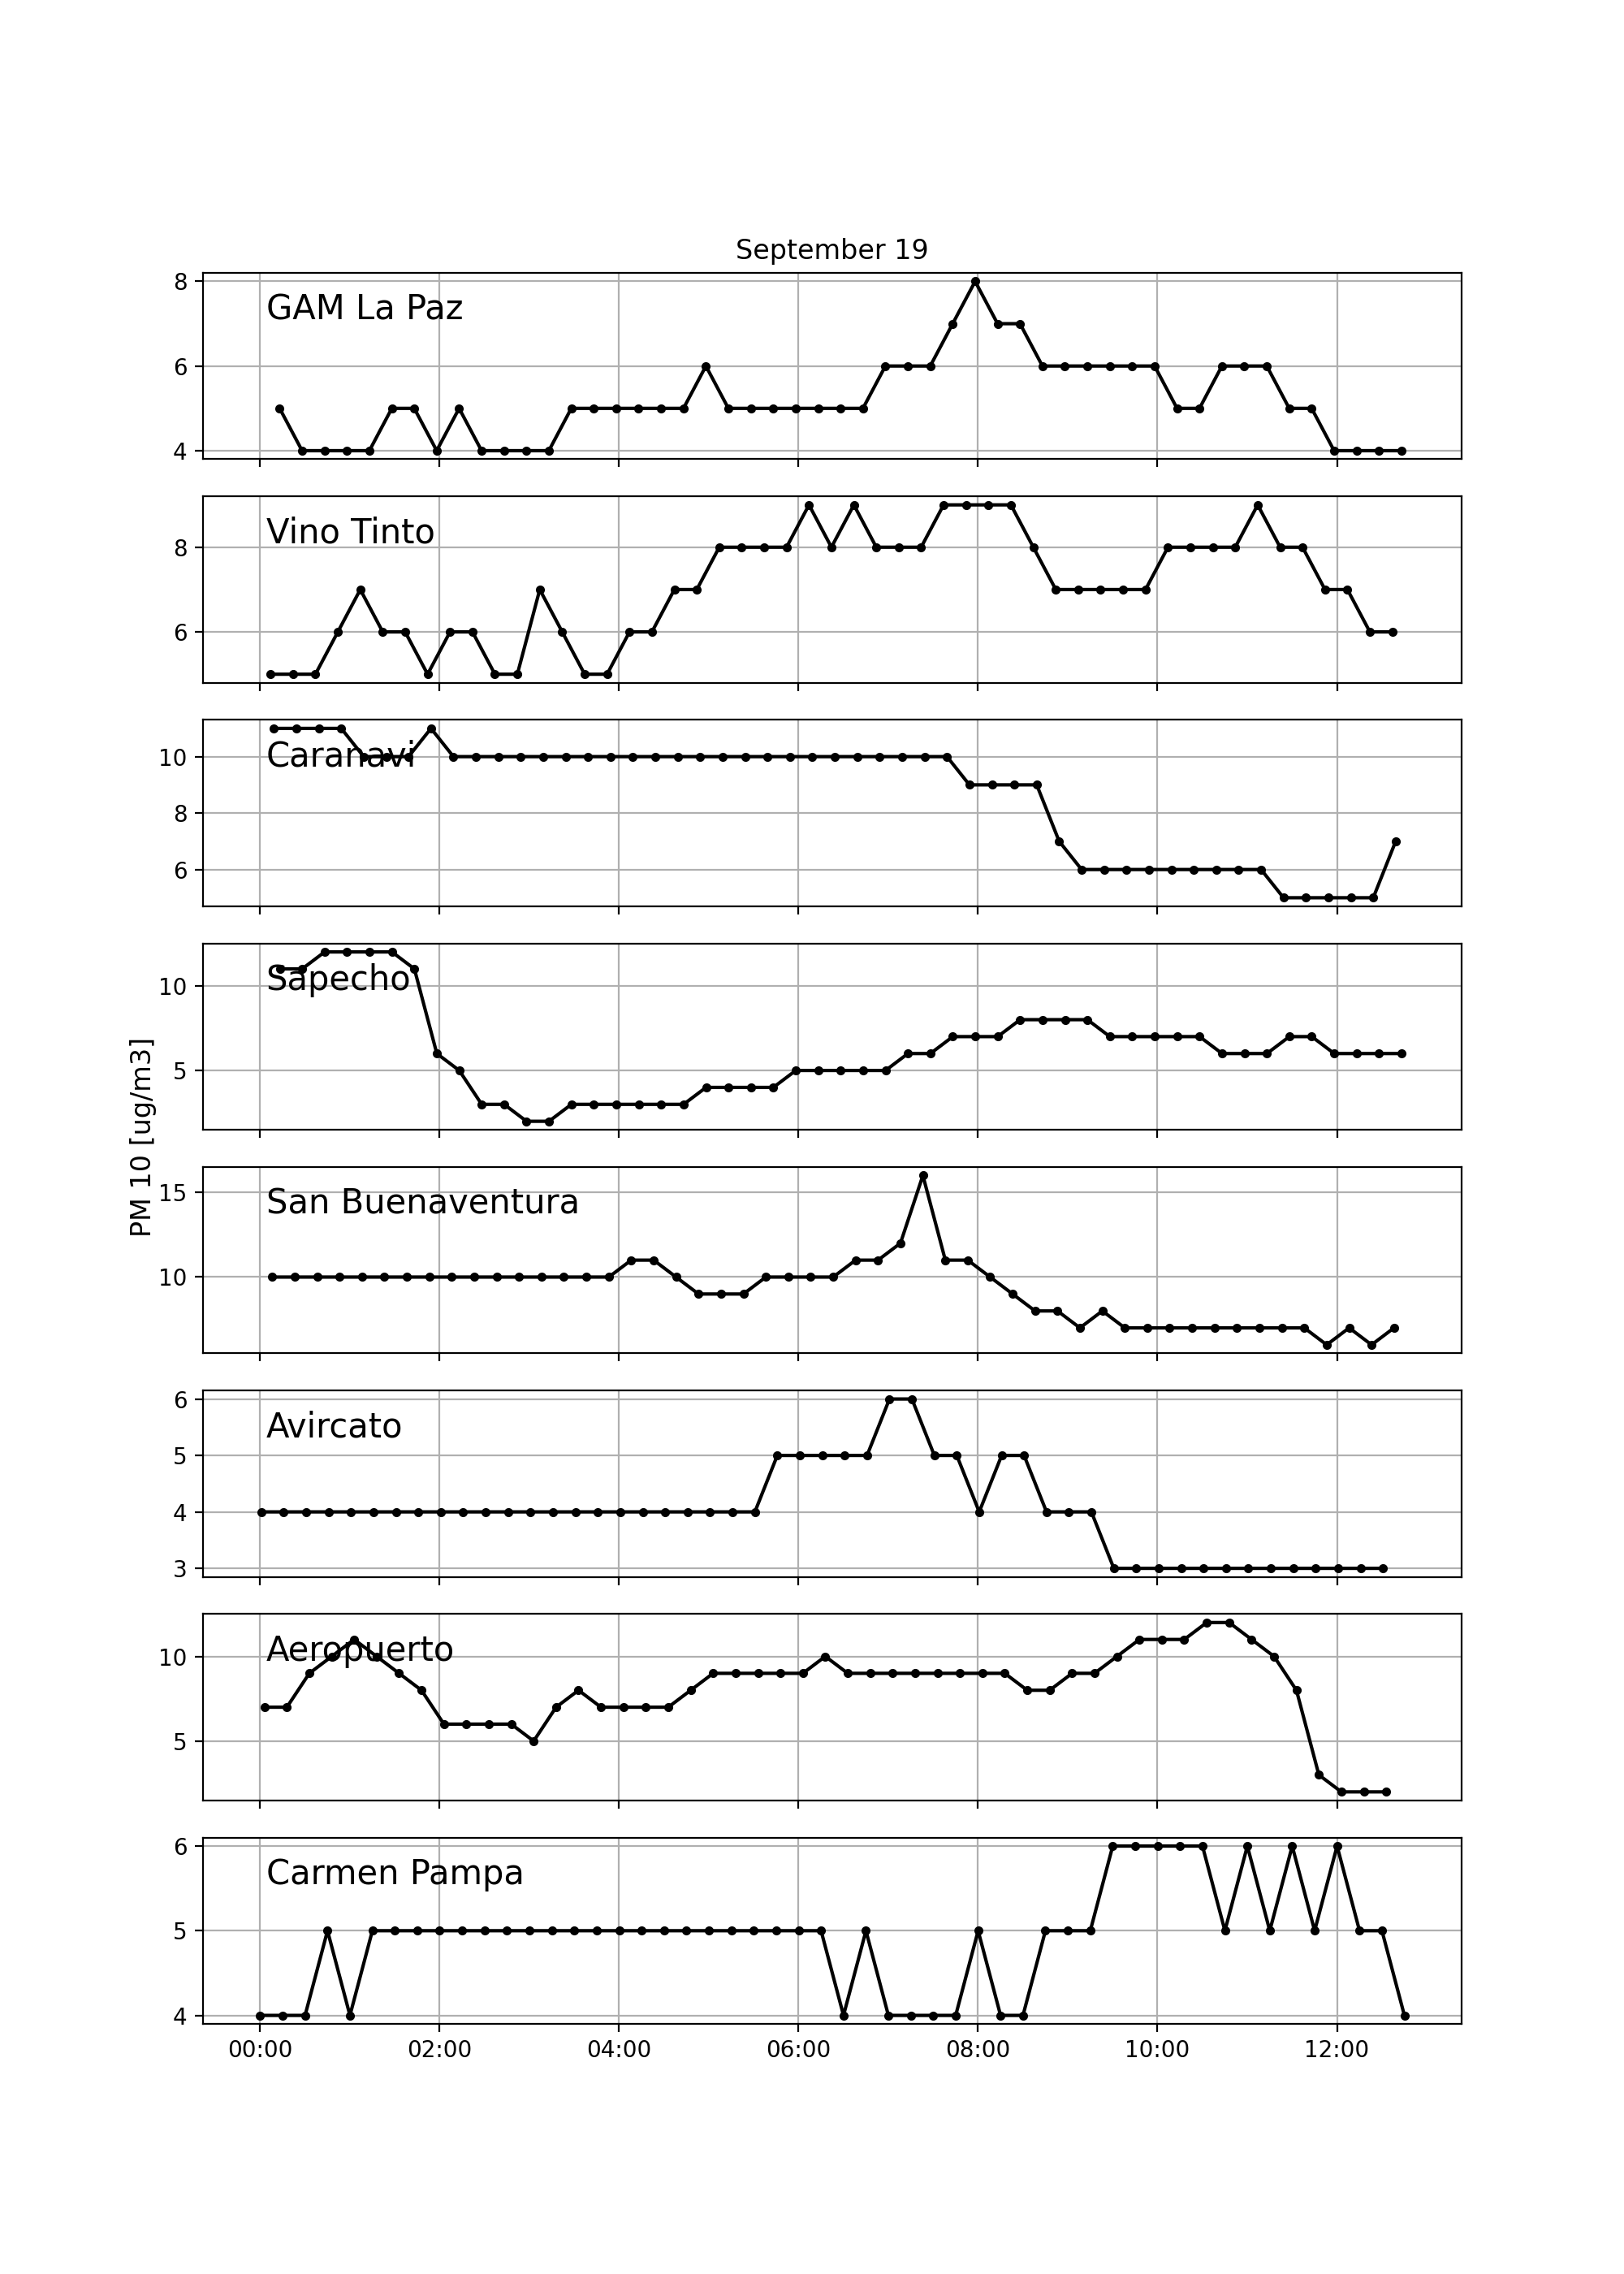 September 19
8
GAM La Paz
6
4
Vino Tinto
8
6
Caranavi
10
8
6
Sapecho
10
5
PM 10 [ug/m3]
15
San Buenaventura
10
6
Avircato
5
4
3
Aeropuerto
10
5
6
Carmen Pampa
5
4
00:00 02:00 04:00 06:00 08:00 10:00 12:00